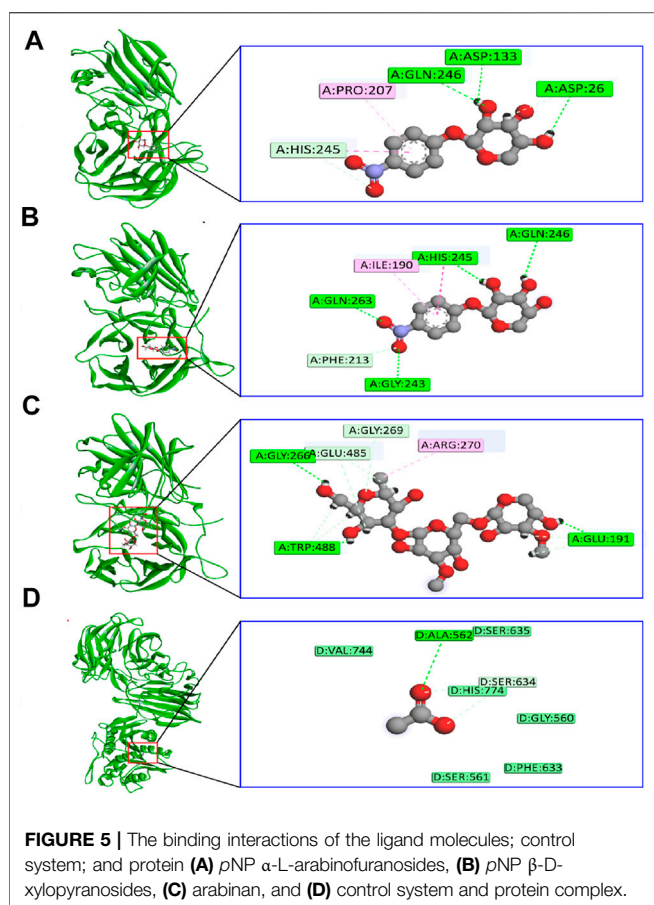 A
A:ASP:133
A:GLN:246
A:PRO:207
A:ASP:26
A:HIS:245
B
A:GLN:246
A:HIS:245
A:ILE:190
A:GLN:263
A:PHE:213
A:GLY:243
C
A:GLY:269
A:GLY:266
A:GLU:485
A:ARG:270
A:TRP:488
A:GLU:191
D
D:SER:635
D:ALA:562
D:VAL:744
D:SER:634
D:HIS:774
D:GLY:560
D:PHE:633
D:SER:561
FIGURE 5 | The binding interactions of the ligand molecules; control
system; and protein (A) pNP α-L-arabinofuranosides, (B) pNP β-D-
xylopyranosides, (C) arabinan, and (D) control system and protein complex.